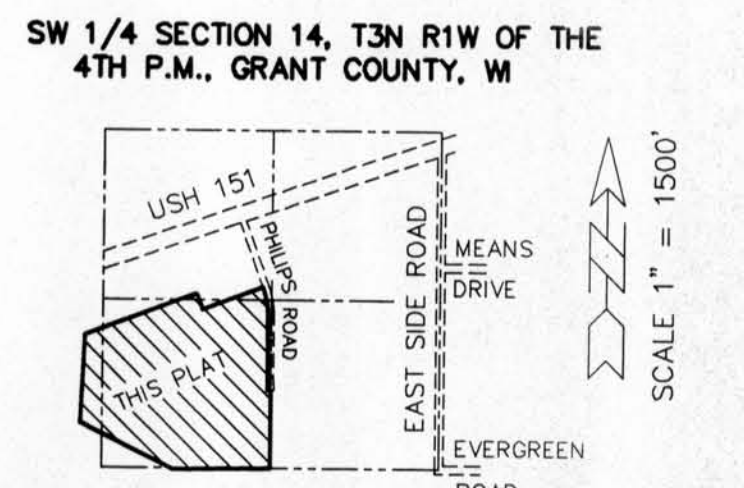 SW 1/4 SECTION 14, T3N R1W OF THE
4TH P.M., GRANT COUNTY, WI
USH 151
PHILIPS ROAD
EAST SIDE ROAD
MEANS
DRIVE
THIS PLAT
EVERGREEN
ROAD
N
SCALE 1" = 1500'